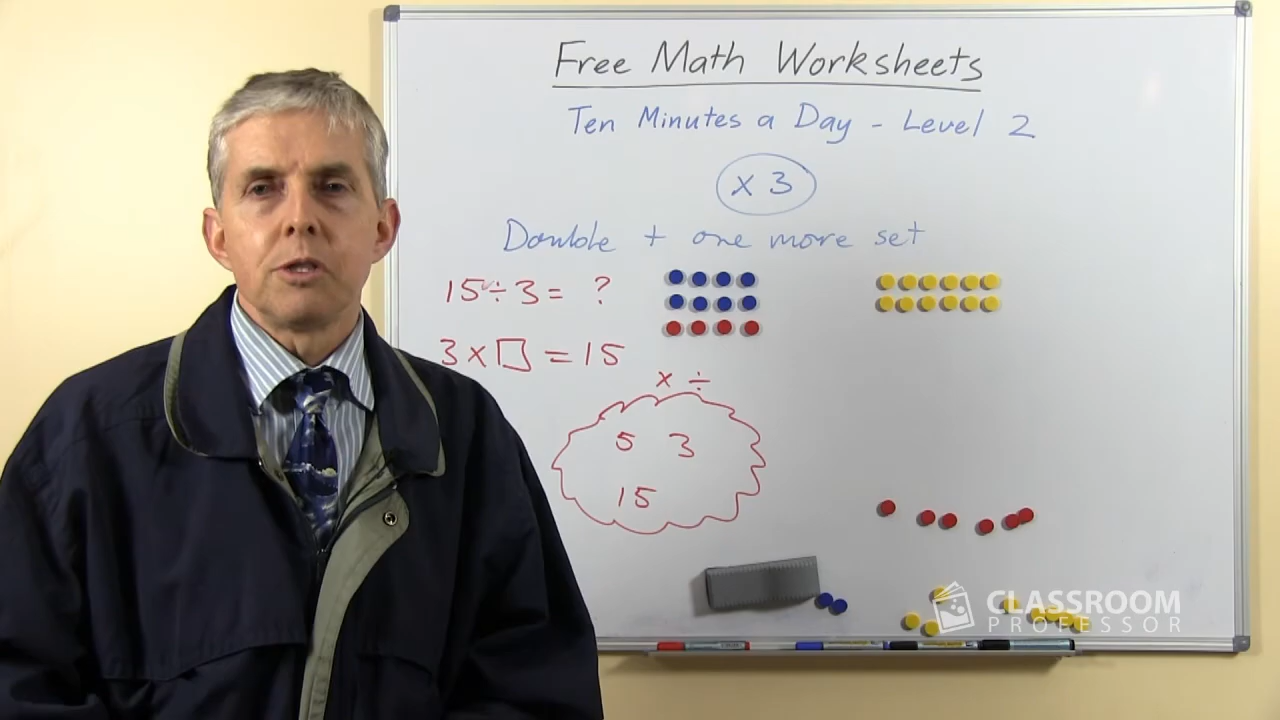 Free Math Worksheets
Ten Minutes a Day - Level 2
x 3
Double + one more set
15 ÷ 3 = ?
3 x □ = 15
x ÷
5 3
15
CLASSROOM
PROFESSOR